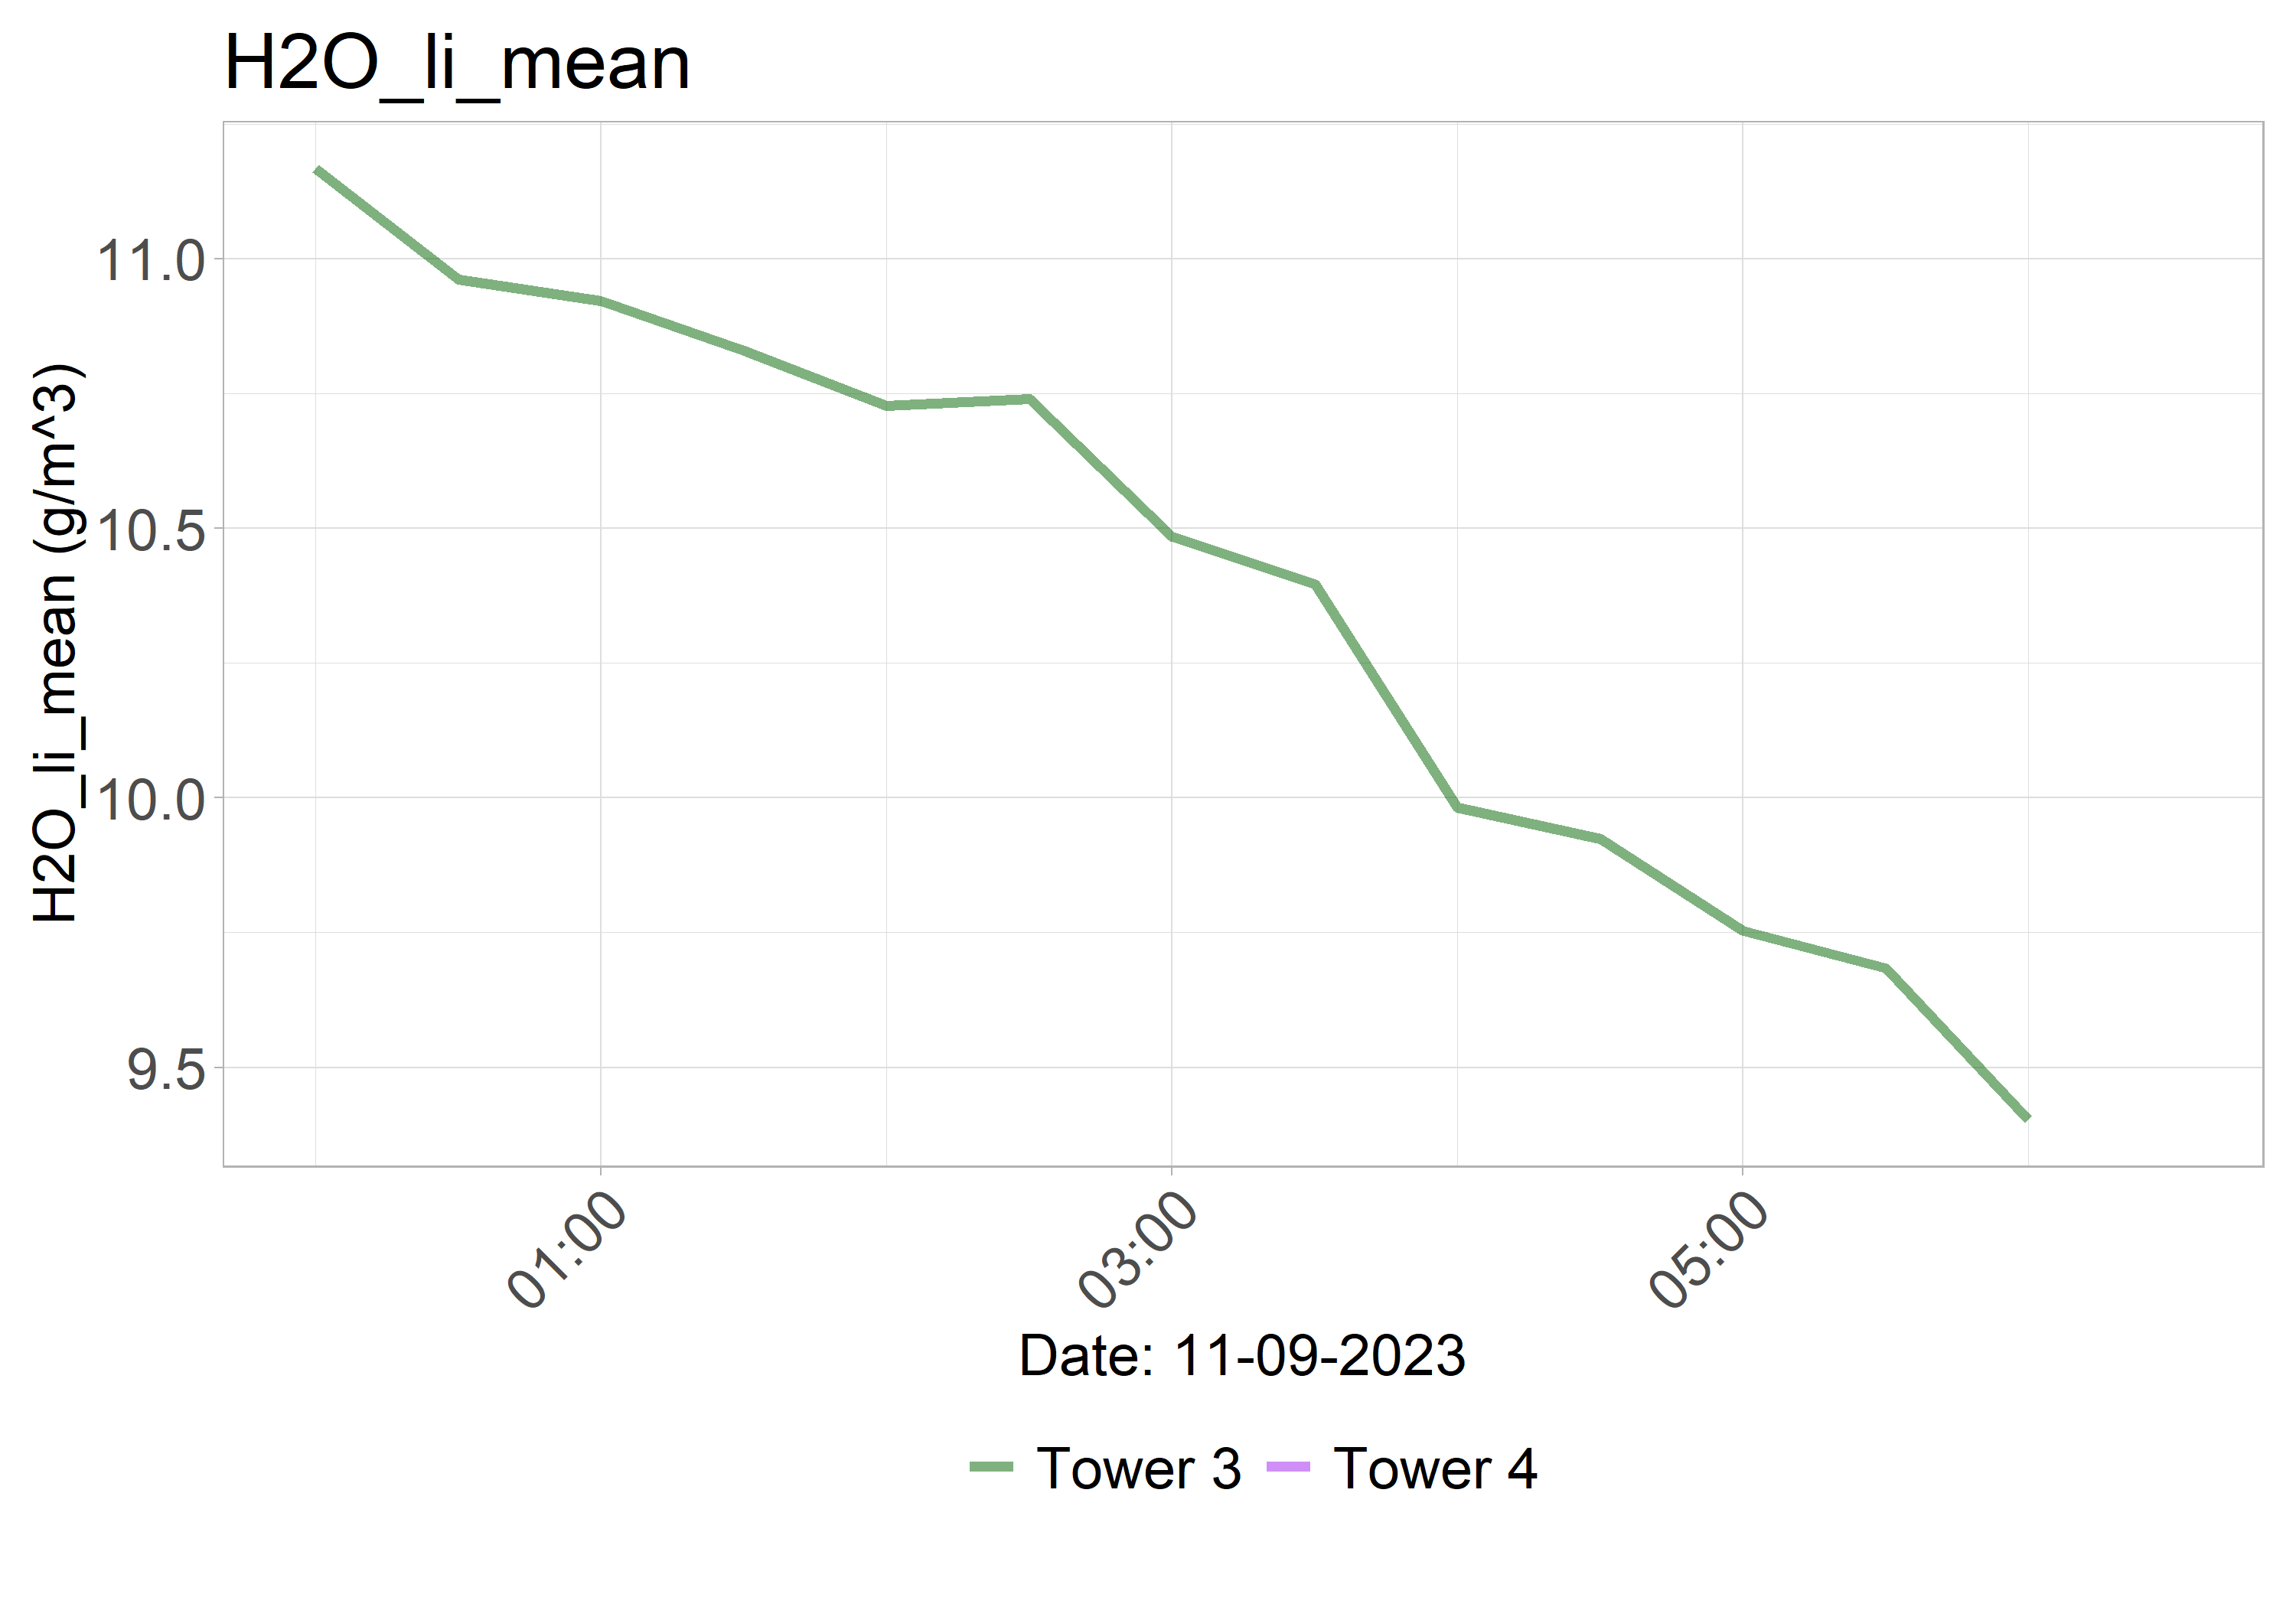 H2O_li_mean
H2O_li_mean (g/m^3)
11.0
10.5
10.0
9.5
01:00 03:00 05:00
Date: 11-09-2023
Tower 3 Tower 4